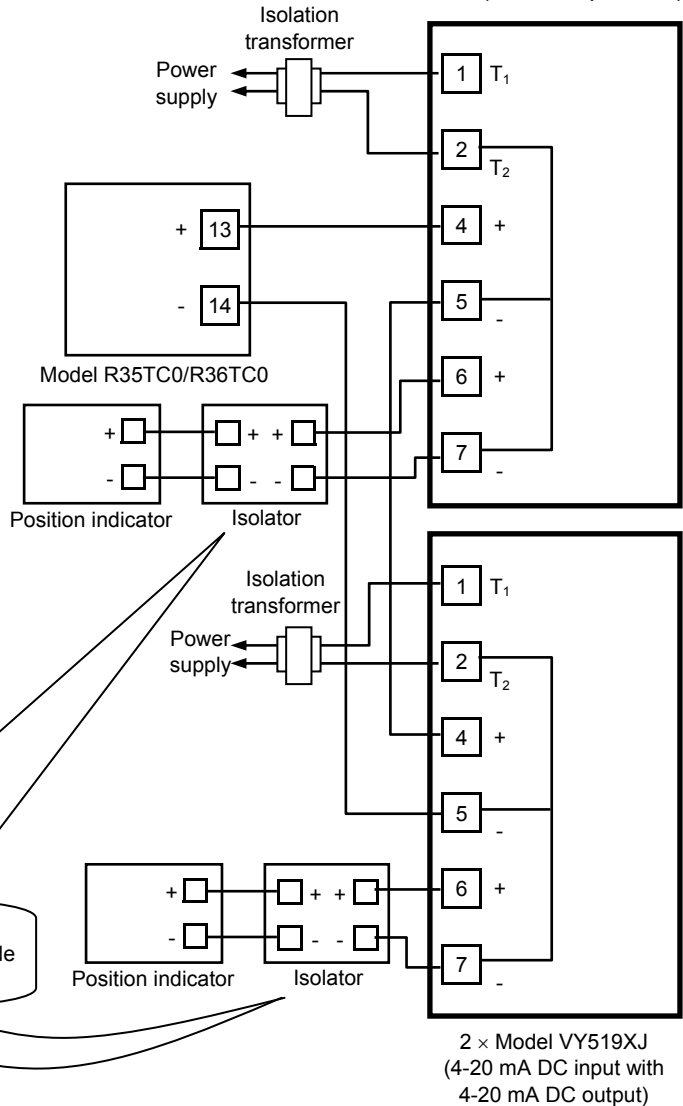 Isolation
transformer
Power
supply
1 T₁
2
T₂
+ 13
4 +
- 14
5
-
Model R35TC0/R36TC0
6 +
+ + +
7
-
- - -
Position indicator
Isolator
Isolation
transformer
Power
supply
1 T₁
2
T₂
4 +
5
-
+ + +
6 +
- - -
7
-
Position indicator
Isolator
2 × Model VY519XJ
(4-20 mA DC input with
4-20 mA DC output)